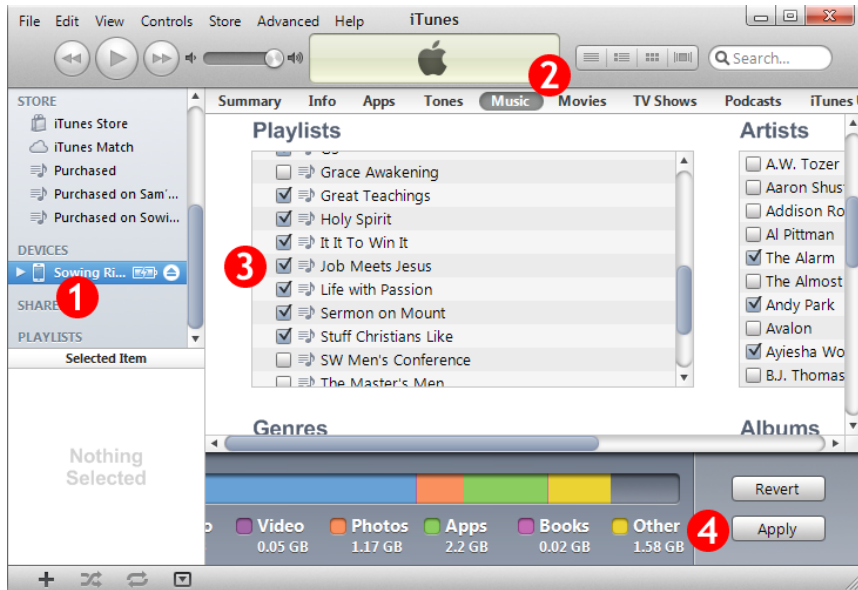 File Edit View Controls Store Advanced Help iTunes
Search...
2
STORE
iTunes Store
iTunes Match
Purchased
Purchased on Sam'...
Purchased on Sowi...
DEVICES
Sowing Ri...
1
SHARE
PLAYLISTS
Selected Item
Nothing
Selected
Summary Info Apps Tones Music Movies TV Shows Podcasts iTunes
Playlists
Grace Awakening
Great Teachings
Holy Spirit
It It To Win It
3
Job Meets Jesus
Life with Passion
Sermon on Mount
Stuff Christians Like
SW Men's Conference
The Master's Men
Artists
A.W. Tozer
Aaron Shus
Addison Ro
Al Pittman
The Alarm
The Almost
Andy Park
Avalon
Ayiesha Wo
B.J. Thomas
Genres
Albums
Video Photos Apps Books Other
0.05 GB 1.17 GB 2.2 GB 0.02 GB 1.58 GB
Revert
4
Apply